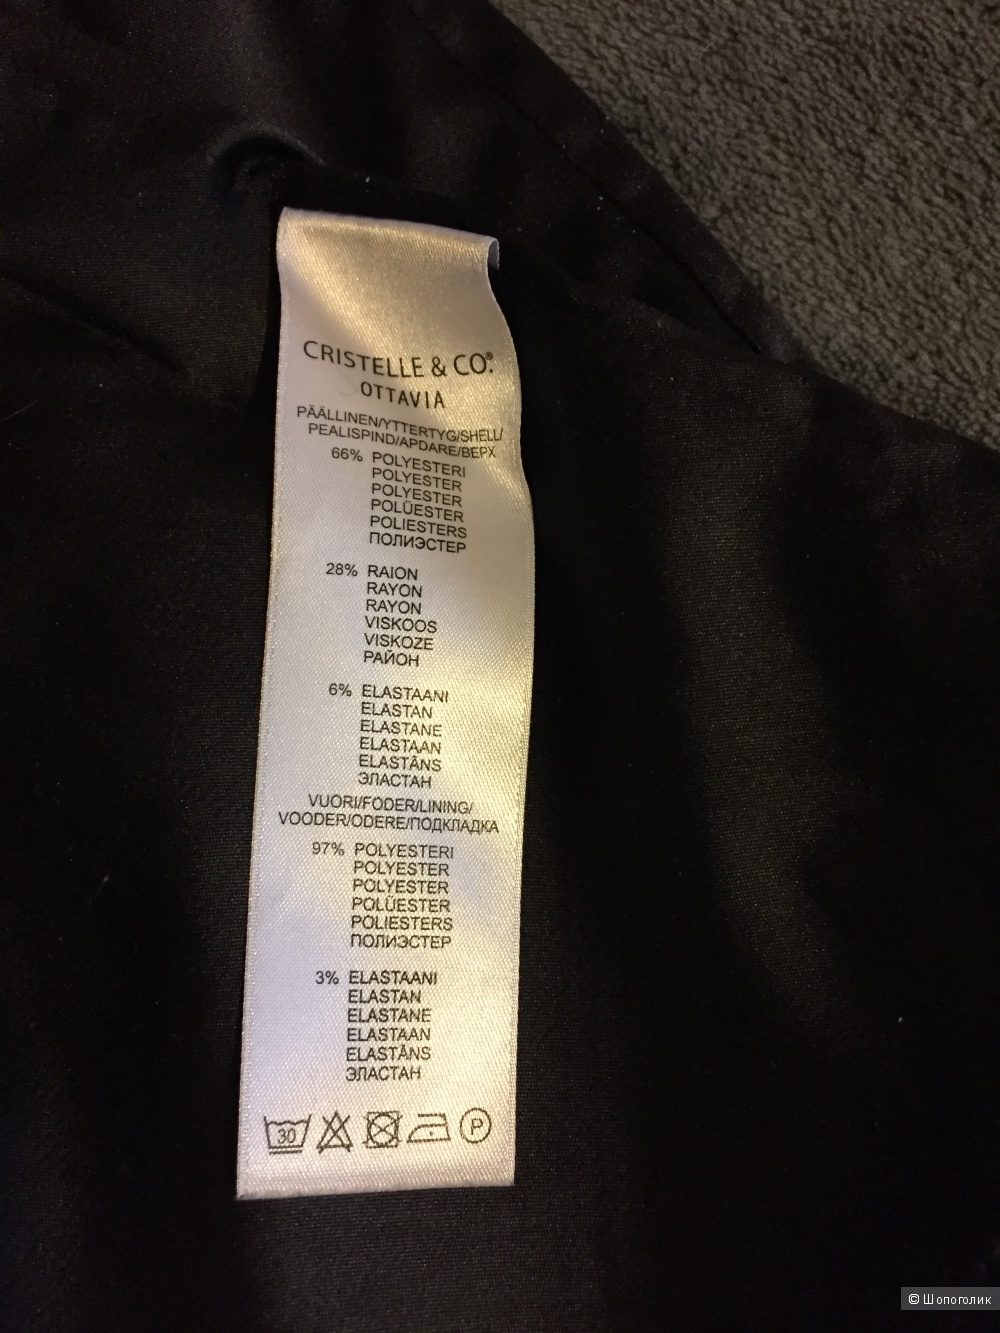 CRISTELLE & CO.®
OTTAVIA
PÄÄLLINEN/YTTERTYG/SHELL/
PEALISPIND/APDARE/ВЕРХ
66% POLYESTERI
POLYESTER
POLYESTER
POLÜESTER
POLIESTERS
ПОЛИЭСТЕР
28% RAION
RAYON
RAYON
VISKOOS
VISKOZE
РАЙОН
6% ELASTAANI
ELASTAN
ELASTANE
ELASTAAN
ELASTĀNS
ЭЛАСТАН
VUORI/FODER/LINING/
VOODER/ODERE/ПОДКЛАДКА
97% POLYESTERI
POLYESTER
POLYESTER
POLÜESTER
POLIESTERS
ПОЛИЭСТЕР
3% ELASTAANI
ELASTAN
ELASTANE
ELASTAAN
ELASTĀNS
ЭЛАСТАН
30 P
© Шопоголик